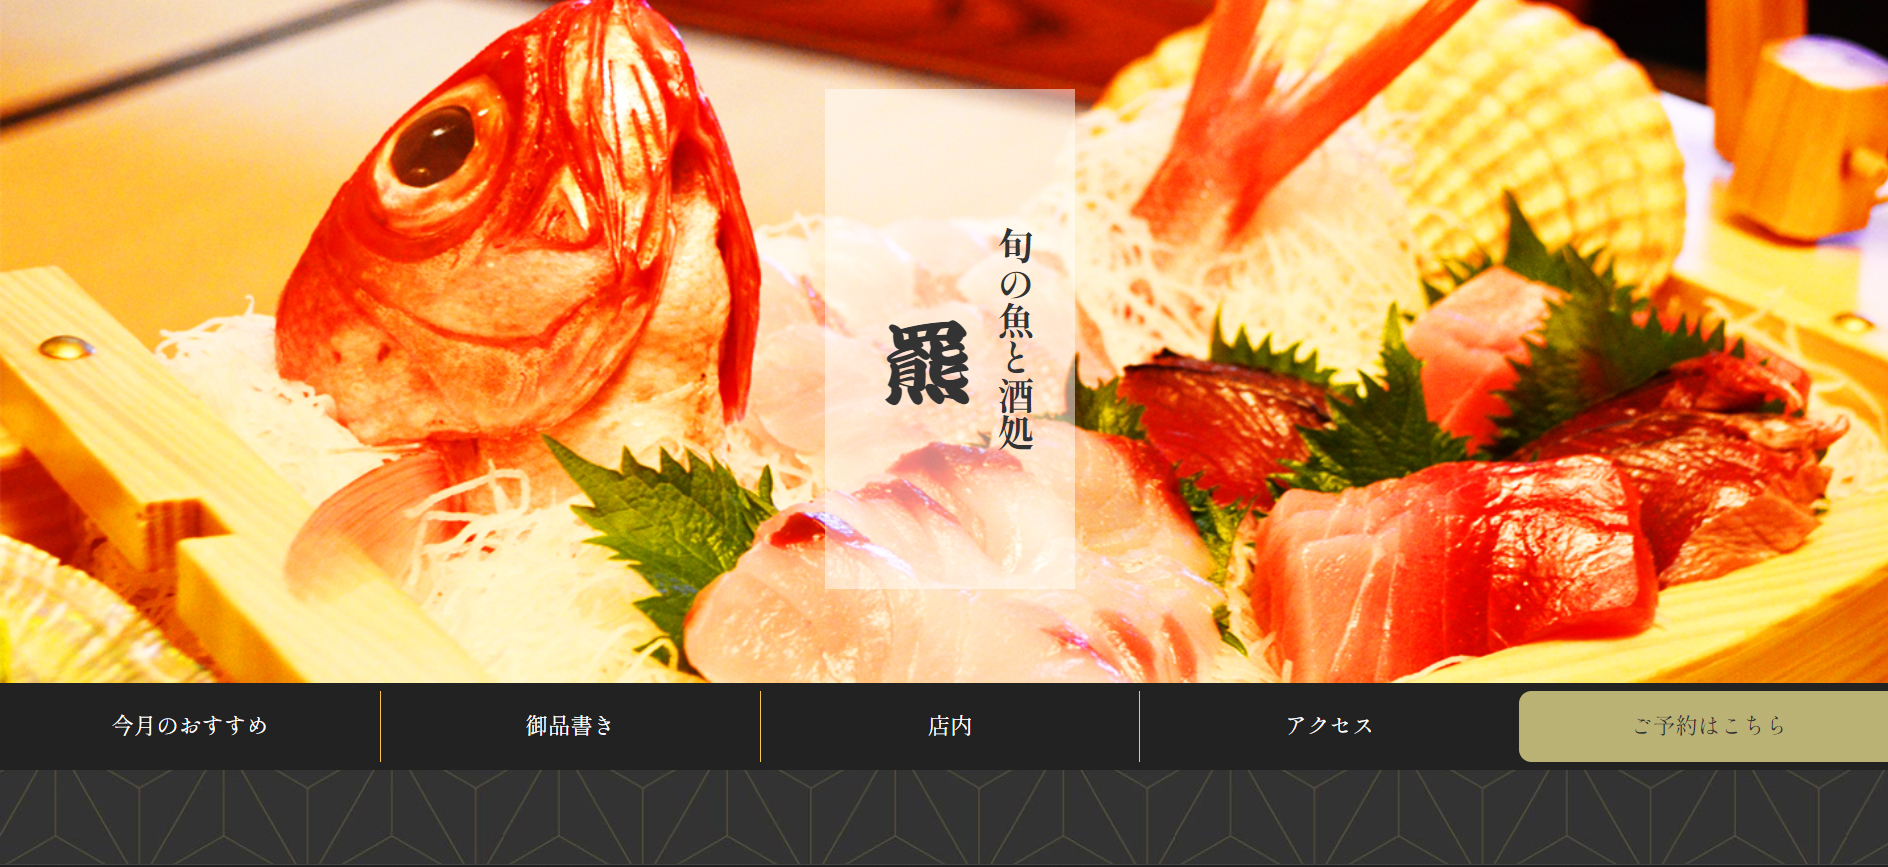 旬の魚と酒処
羆
今月のおすすめ
御品書き
店内
アクセス
ご予約はこちら